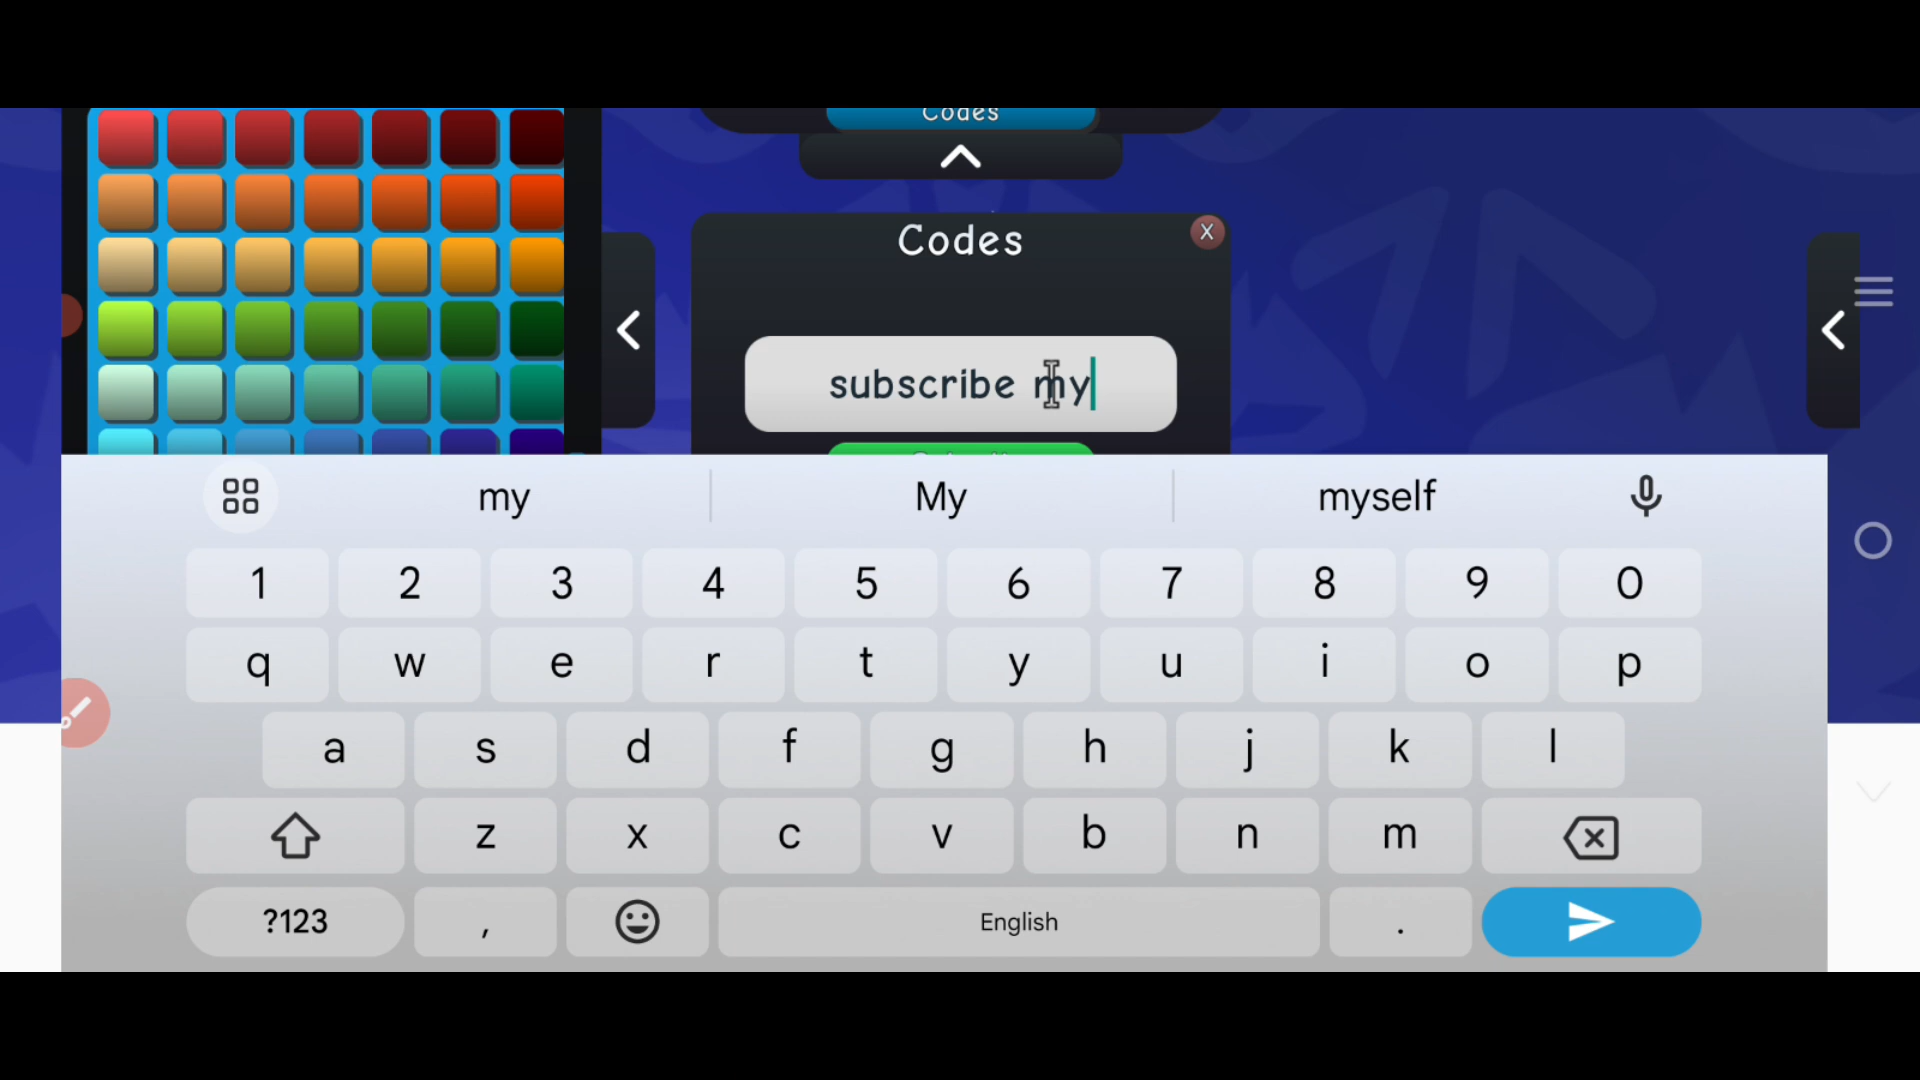 Codes
Codes
X
subscribe my
my My myself
1 2 3 4 5 6 7 8 9 0
q w e r t y u i o p
a s d f g h j k l
z x c v b n m
?123 , English .